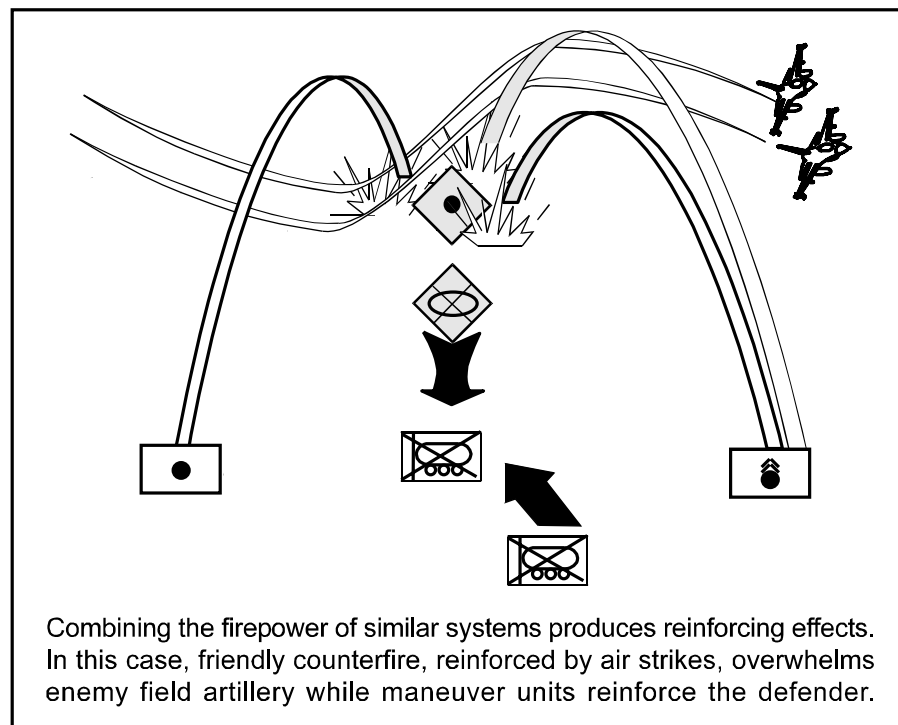 Combining the firepower of similar systems produces reinforcing effects.
In this case, friendly counterfire, reinforced by air strikes, overwhelms
enemy field artillery while maneuver units reinforce the defender.